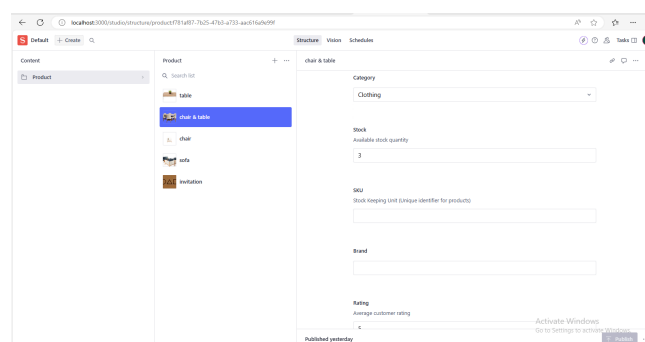 localhost:3000/studio/structure/product;f781af87-7b25-47b3-a733-aac616a9e99f
S Default + Create Structure Vision Schedules Tasks
Content Product chair & table
Product
Search list
table
chair & table
chair
sofa
invitation
Category
Clothing
Stock
Available stock quantity
3
SKU
Stock Keeping Unit (Unique identifier for products)
Brand
Rating
Average customer rating
5
Activate Windows
Go to Settings to activate Windows.
Published yesterday Publish